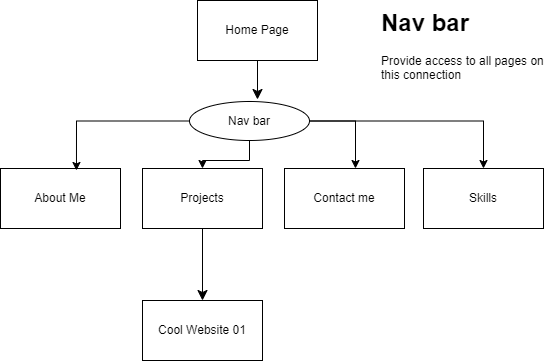 Home Page
Nav bar
Provide access to all pages on
this connection
Nav bar
About Me
Projects
Contact me
Skills
Cool Website 01